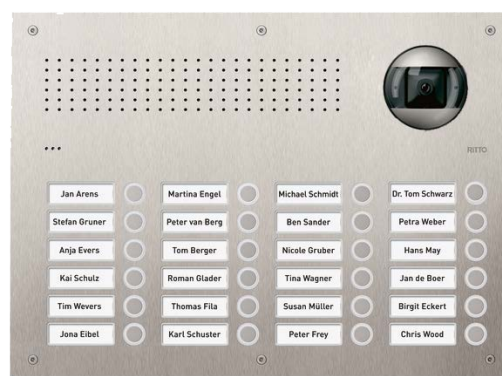 RITTO
Jan Arens
Martina Engel
Michael Schmidt
Dr. Tom Schwarz
Stefan Gruner
Peter van Berg
Ben Sander
Petra Weber
Anja Evers
Tom Berger
Nicole Gruber
Hans May
Kai Schulz
Roman Glader
Tina Wagner
Jan de Boer
Tim Wevers
Thomas Fila
Susan Müller
Birgit Eckert
Jona Eibel
Karl Schuster
Peter Frey
Chris Wood